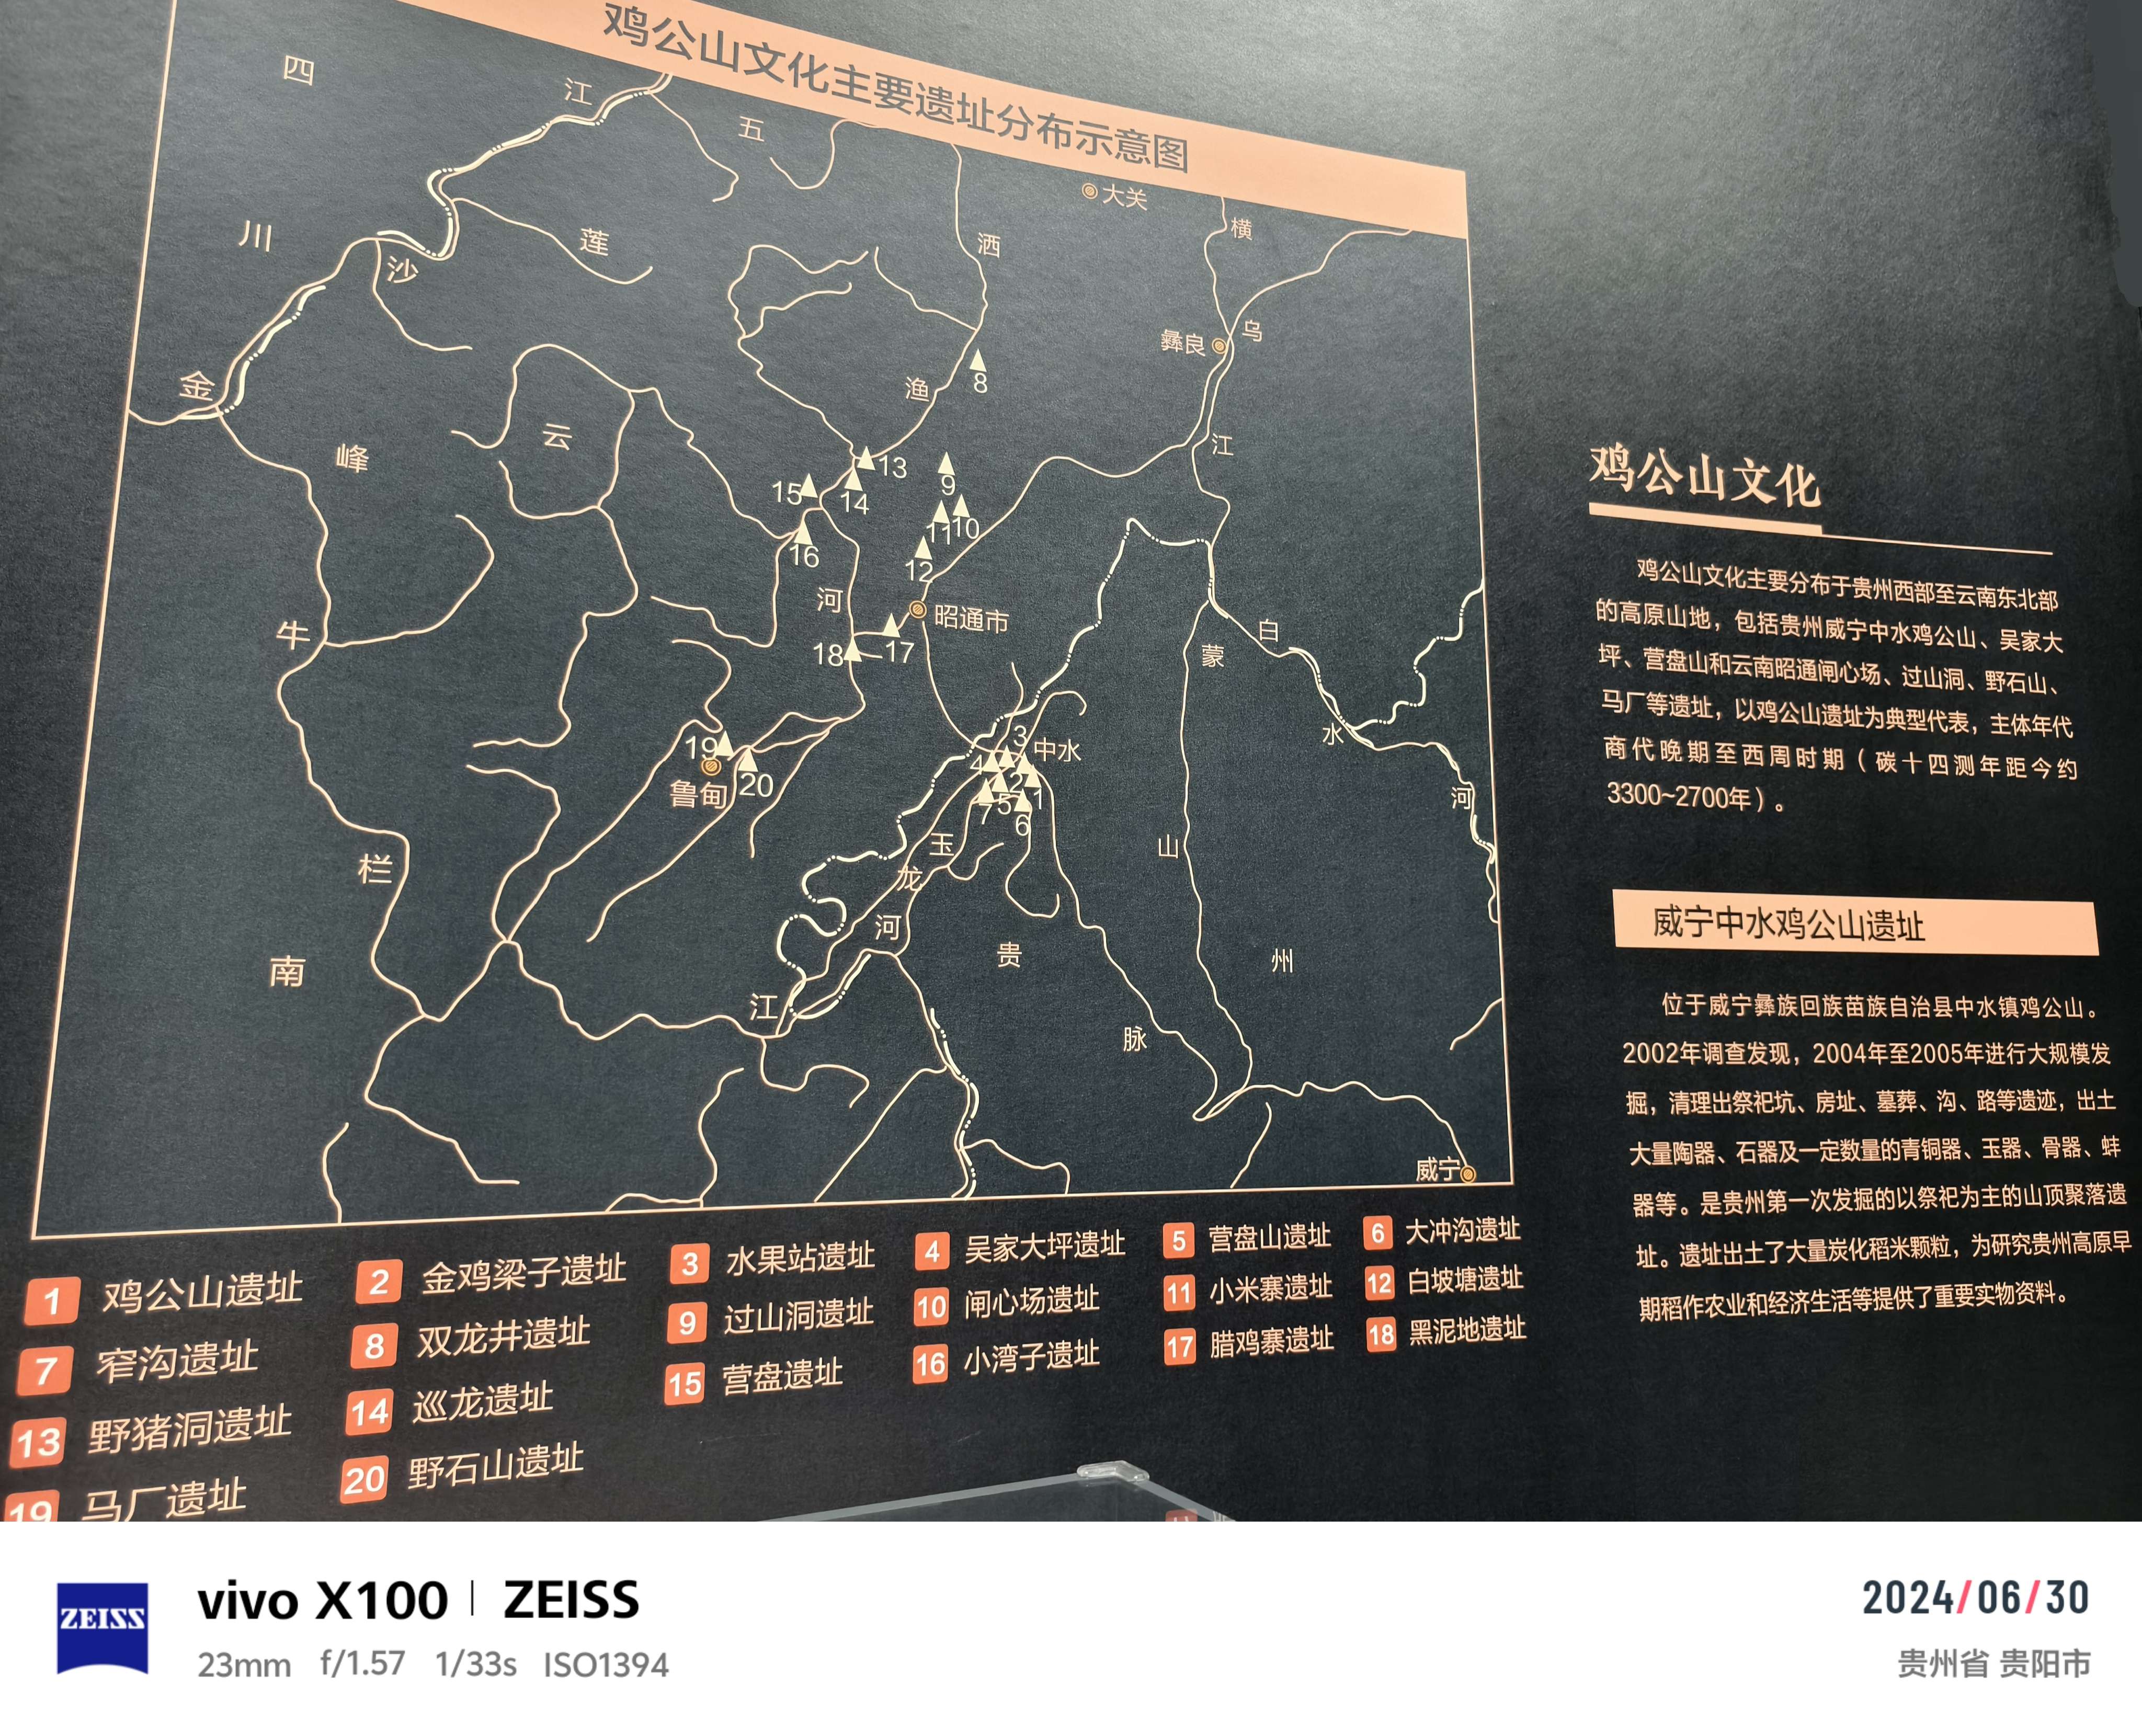 鸡公山文化主要遗址分布示意图
四
江
五
大关
川
沙
莲
洒
横
金
彝良
乌
渔
8
峰
云
13
9
江
15
14
11
10
16
12
河
昭通市
牛
18
17
白
蒙
水
19
3
中水
4
鲁甸
20
2
1
7
5
6
河
玉
山
栏
龙
河
贵
州
南
江
脉
威宁
1 鸡公山遗址
2 金鸡梁子遗址
3 水果站遗址
4 吴家大坪遗址
5 营盘山遗址
6 大冲沟遗址
7 窄沟遗址
8 双龙井遗址
9 过山洞遗址
10 闸心场遗址
11 小米寨遗址
12 白坡塘遗址
13 野猪洞遗址
14 巡龙遗址
15 营盘遗址
16 小湾子遗址
17 腊鸡寨遗址
18 黑泥地遗址
19 马厂遗址
20 野石山遗址
鸡公山文化
鸡公山文化主要分布于贵州西部至云南东北部
的高原山地，包括贵州威宁中水鸡公山、吴家大
坪、营盘山和云南昭通闸心场、过山洞、野石山、
马厂等遗址，以鸡公山遗址为典型代表，主体年代
商代晚期至西周时期（碳十四测年距今约
3300~2700年）。
威宁中水鸡公山遗址
位于威宁彝族回族苗族自治县中水镇鸡公山。
2002年调查发现，2004年至2005年进行大规模发
掘，清理出祭祀坑、房址、墓葬、沟、路等遗迹，出土
大量陶器、石器及一定数量的青铜器、玉器、骨器、蚌
器等。是贵州第一次发掘的以祭祀为主的山顶聚落遗
址。遗址出土了大量炭化稻米颗粒，为研究贵州高原早
期稻作农业和经济生活等提供了重要实物资料。
ZEISS
vivo X100 | ZEISS
23mm f/1.57 1/33s ISO1394
2024/06/30
贵州省 贵阳市